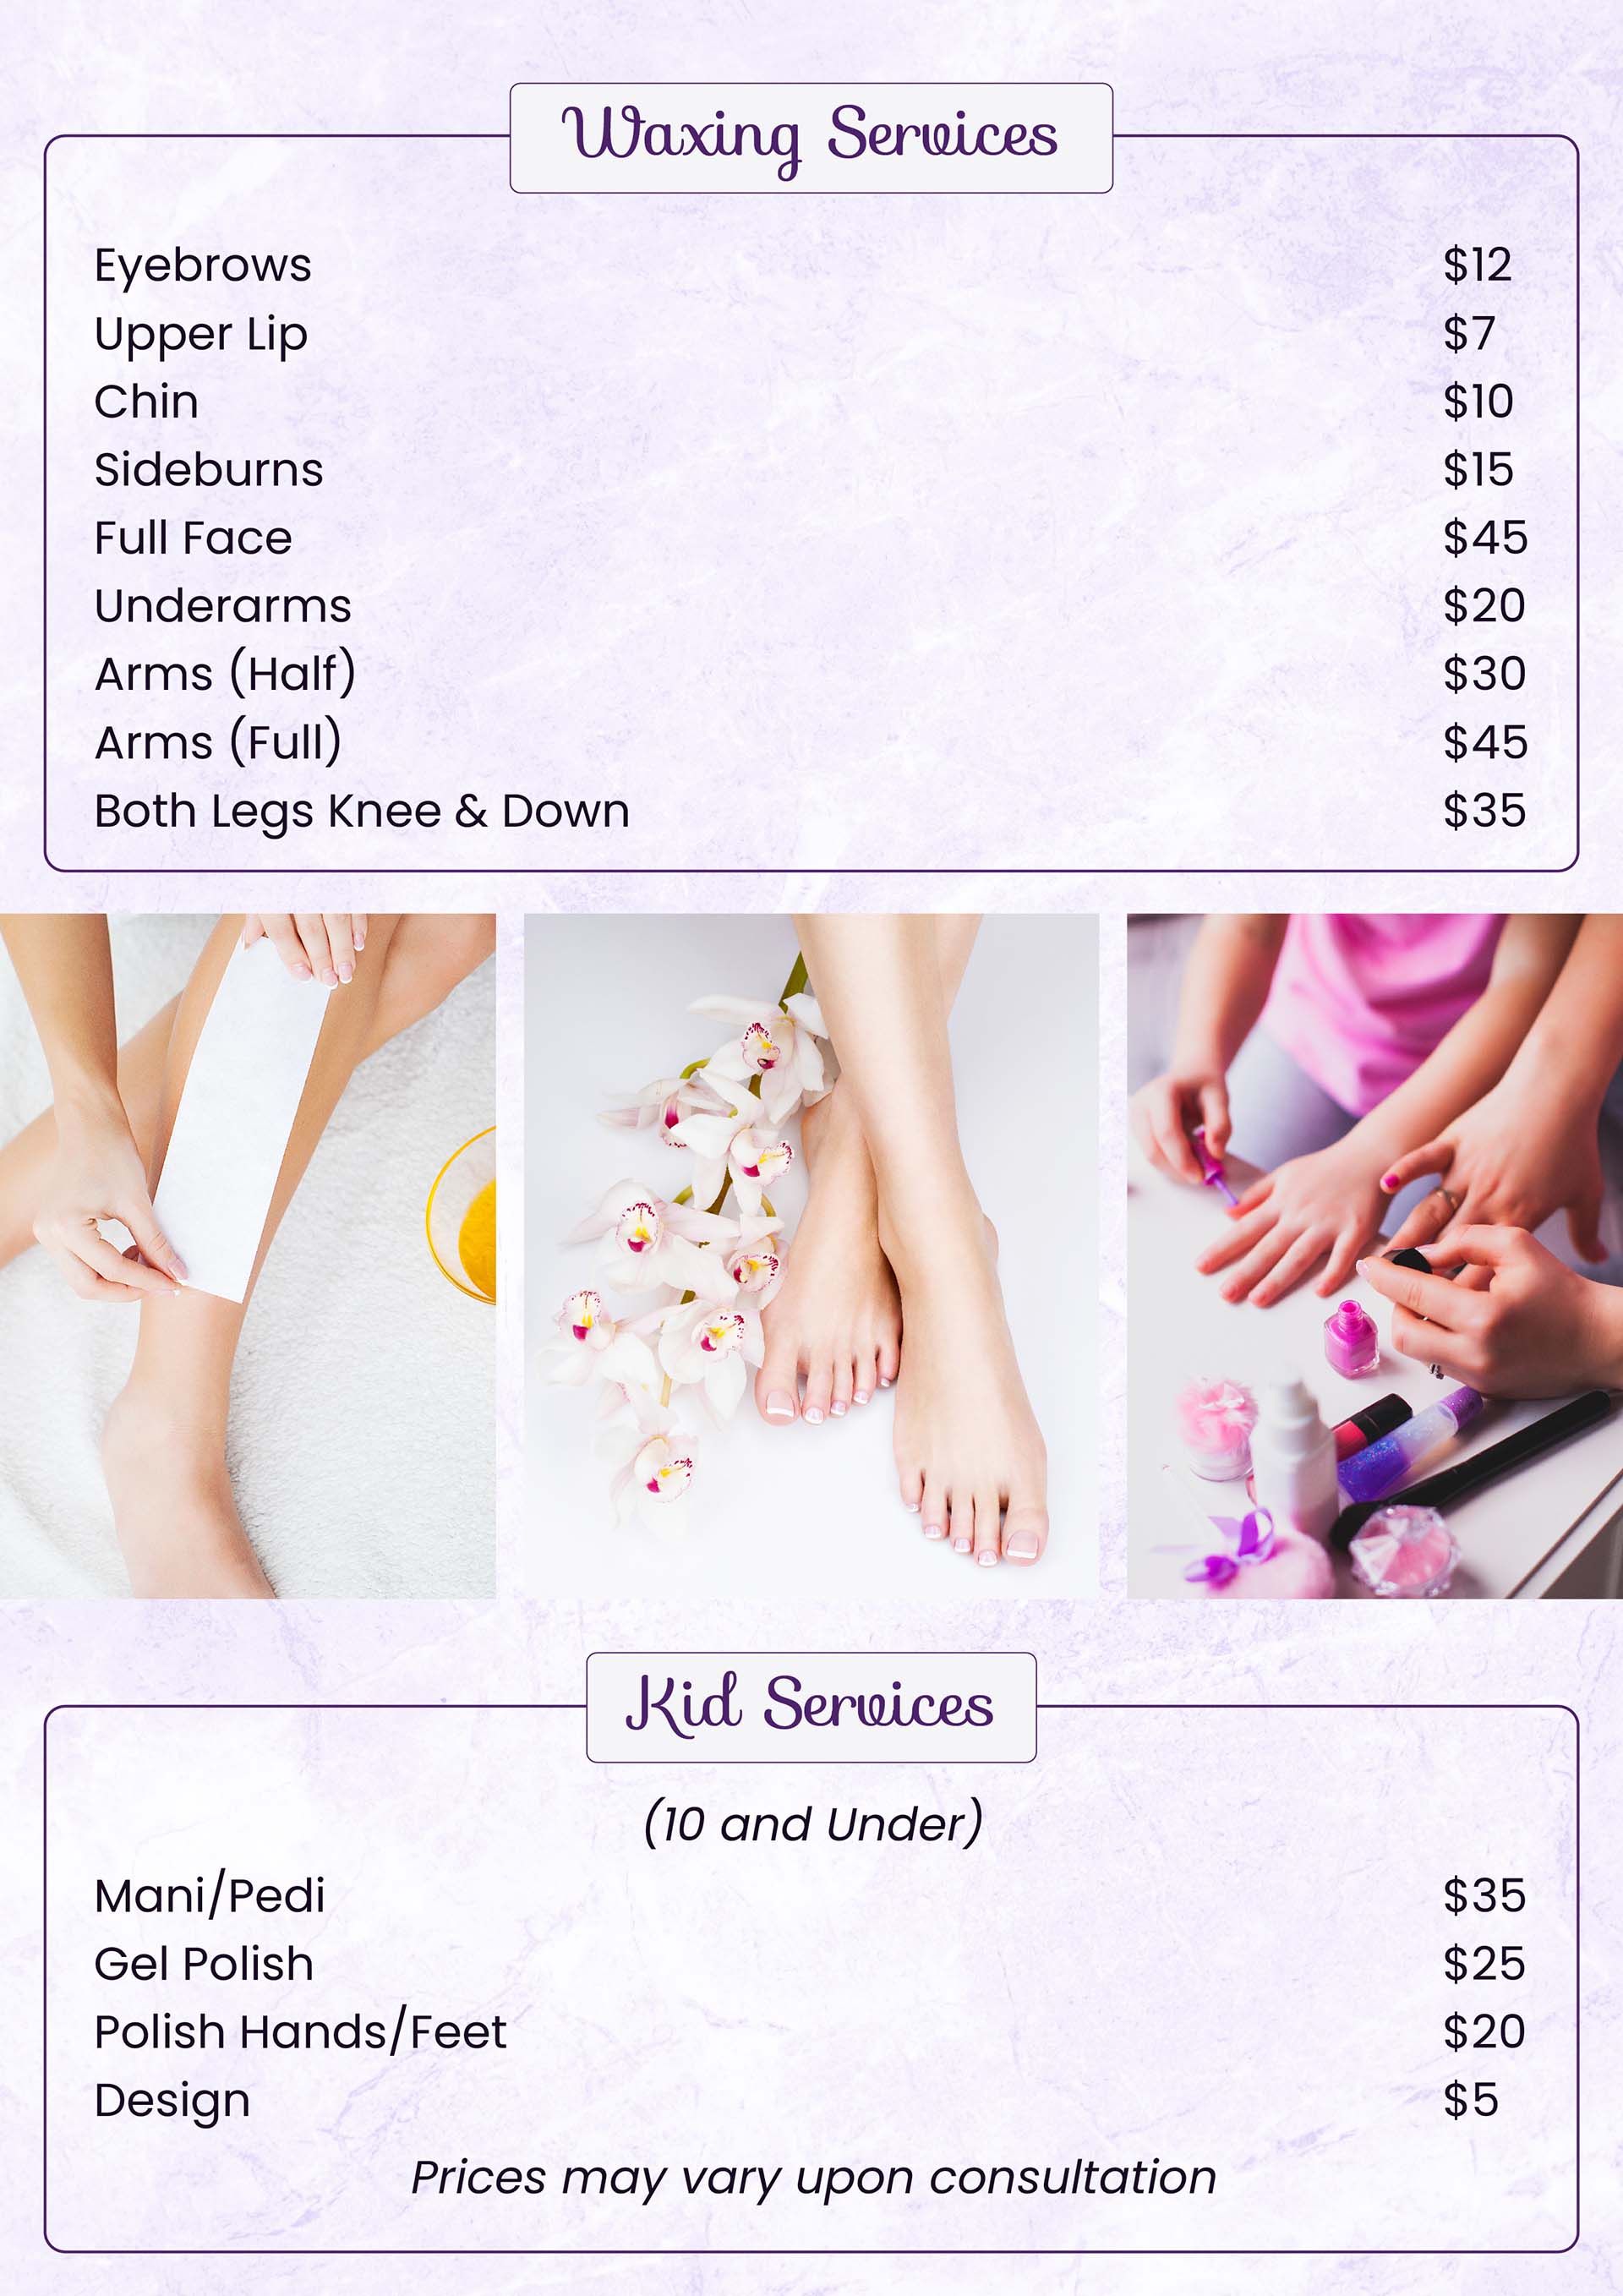 Waxing Services
Eyebrows $12
Upper Lip $7
Chin $10
Sideburns $15
Full Face $45
Underarms $20
Arms (Half) $30
Arms (Full) $45
Both Legs Knee & Down $35
Kid Services
(10 and Under)
Mani/Pedi $35
Gel Polish $25
Polish Hands/Feet $20
Design $5
Prices may vary upon consultation